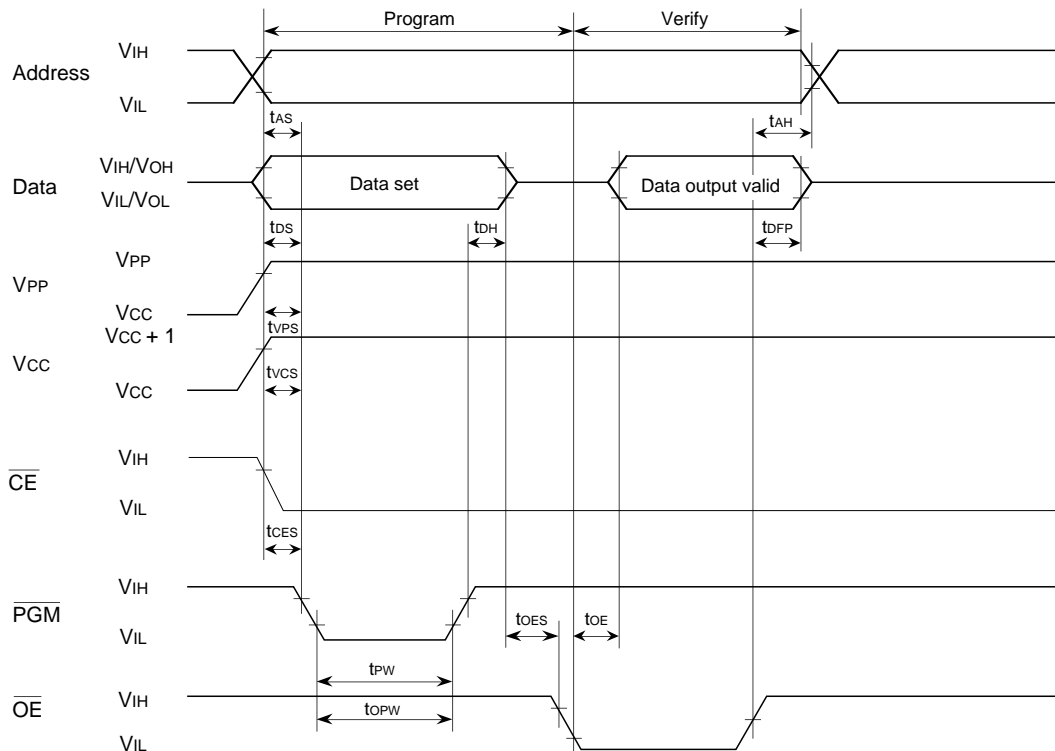 Program Verify
Address VIH
VIL
tAS tAH
Data VIH/VOH
VIL/VOL
Data set Data output valid
tDS tDH tDFP
VPP VPP
VCC
tVPS
VCC VCC + 1
VCC
tVCS
CE VIH
VIL
tCES
PGM VIH
VIL
tOES tOE
tPW
OE VIH
tOPW
VIL